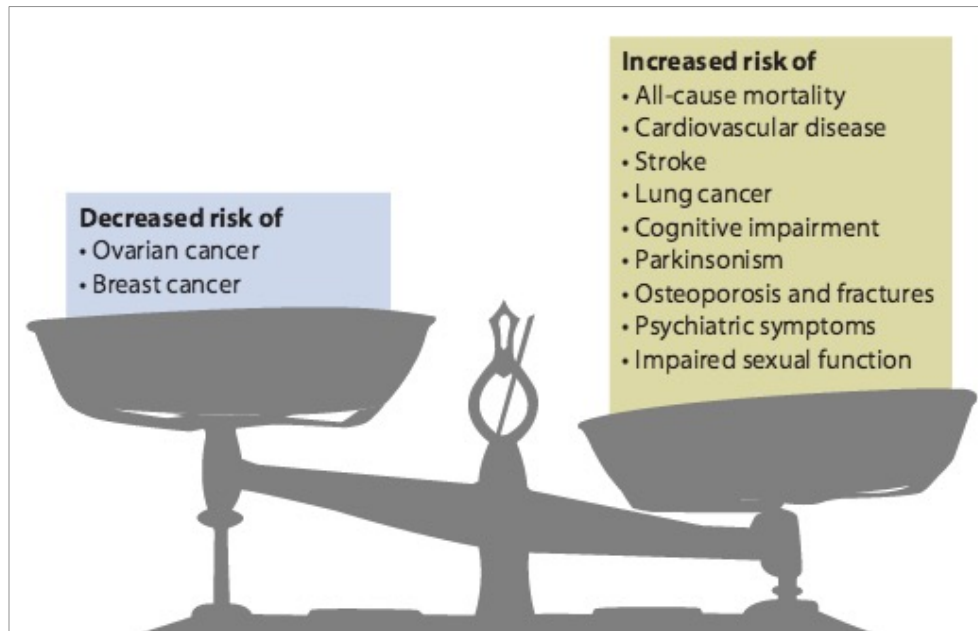 Decreased risk of
• Ovarian cancer
• Breast cancer
Increased risk of
• All-cause mortality
• Cardiovascular disease
• Stroke
• Lung cancer
• Cognitive impairment
• Parkinsonism
• Osteoporosis and fractures
• Psychiatric symptoms
• Impaired sexual function